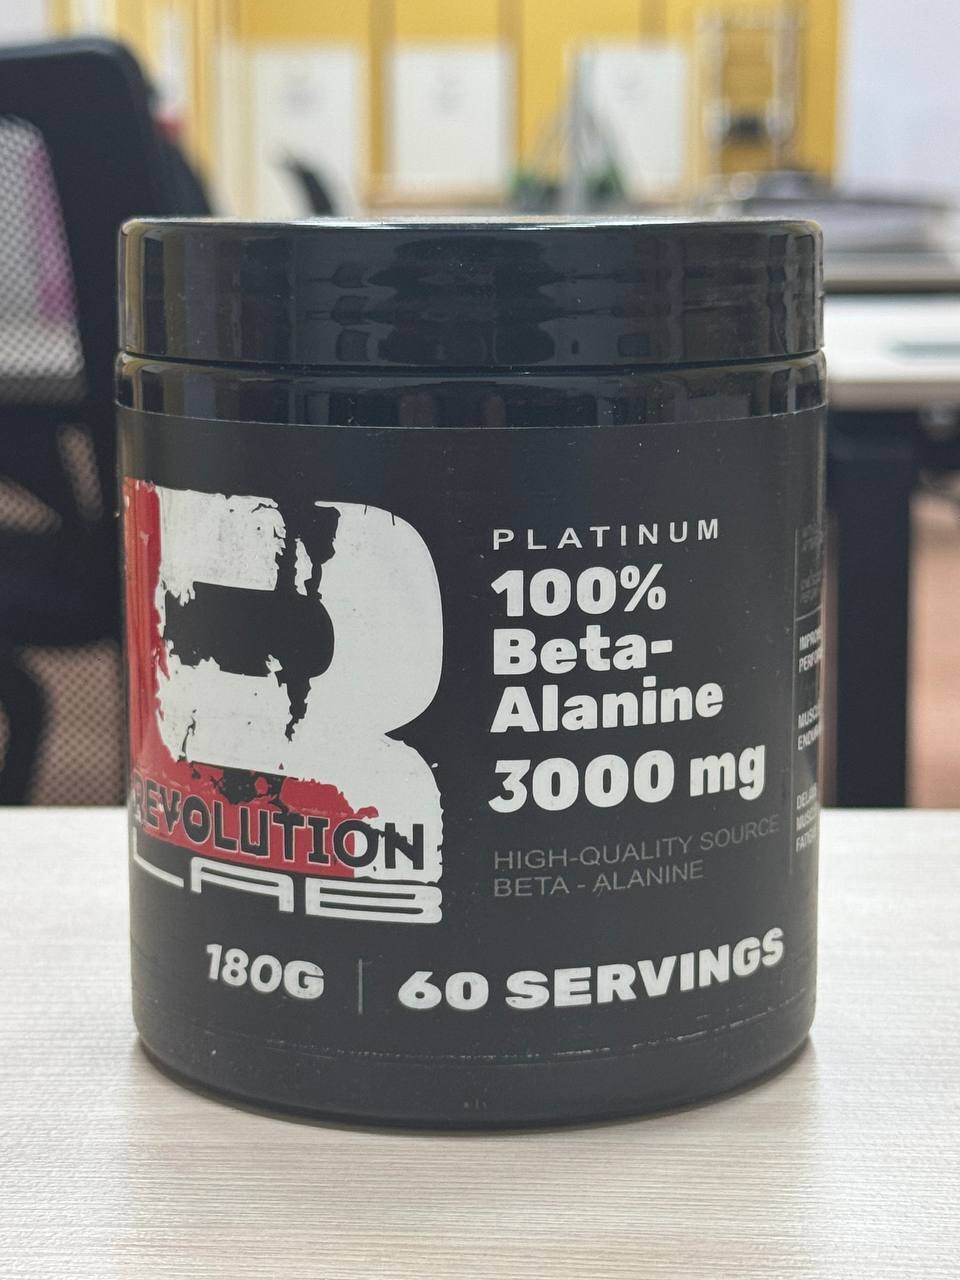 REVOLUTION
LAB
PLATINUM
100%
Beta-
Alanine
3000 mg
HIGH-QUALITY SOURCE
BETA - ALANINE
180G | 60 SERVINGS